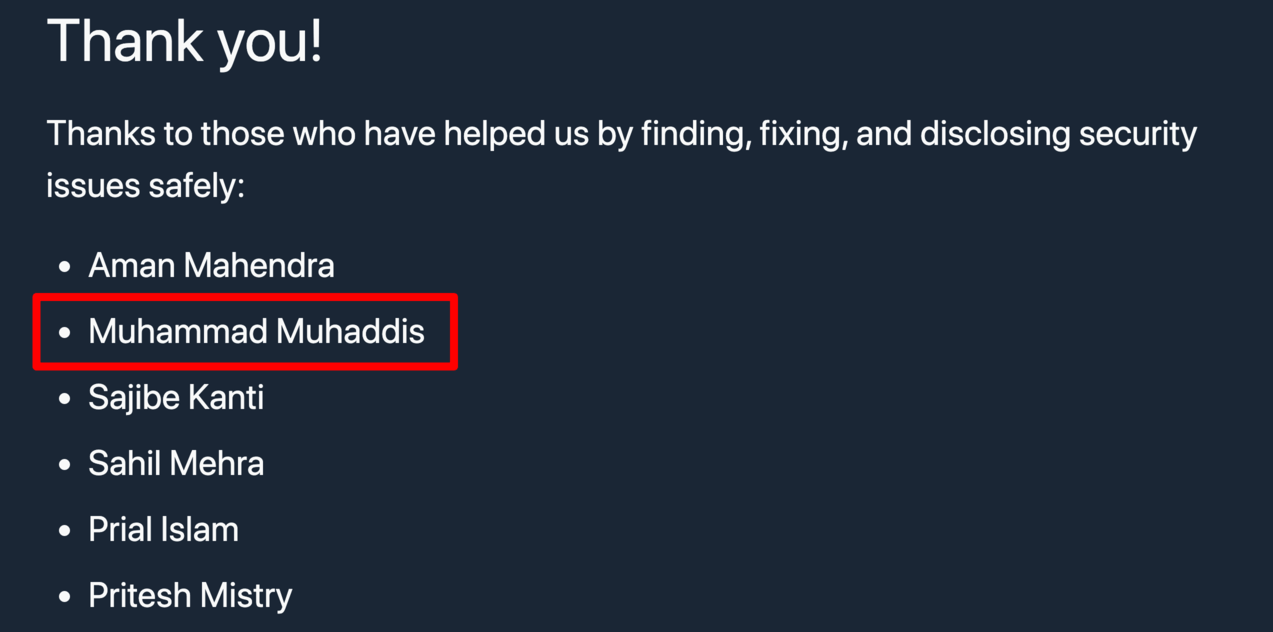 Thank you!
Thanks to those who have helped us by finding, fixing, and disclosing security
issues safely:
• Aman Mahendra
• Muhammad Muhaddis
• Sajibe Kanti
• Sahil Mehra
• Prial Islam
• Pritesh Mistry